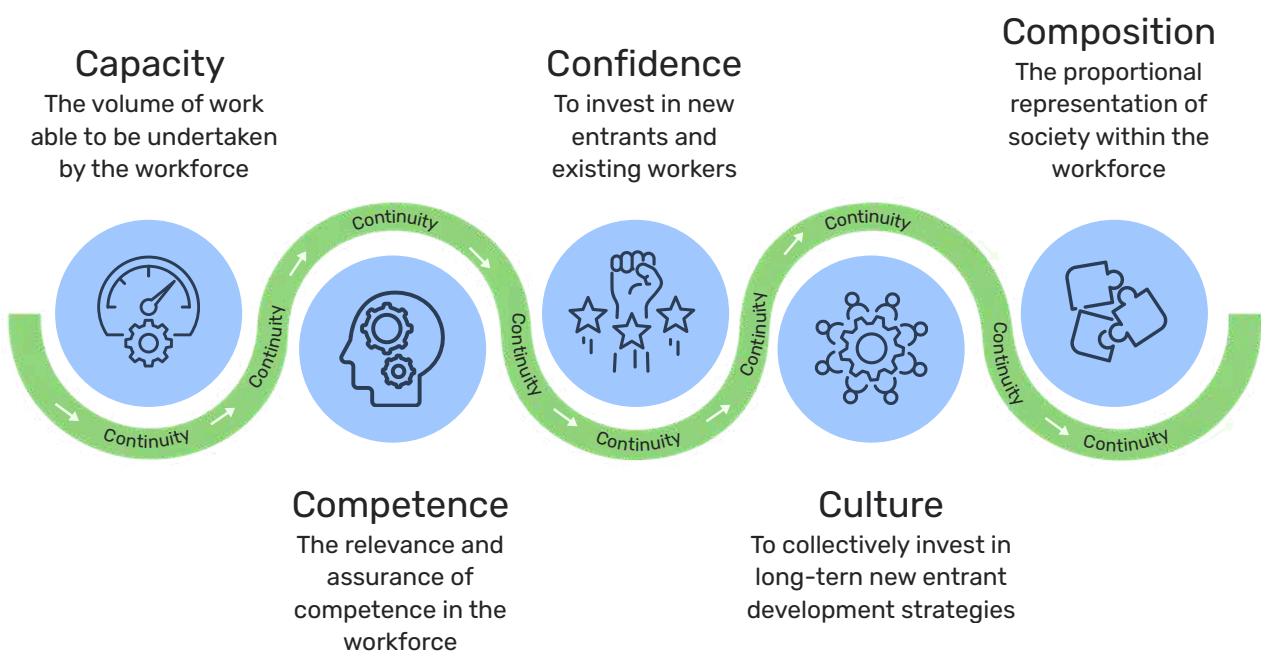 Capacity
The volume of work
able to be undertaken
by the workforce
Confidence
To invest in new
entrants and
existing workers
Composition
The proportional
representation of
society within the
workforce
Continuity
Continuity
Continuity
Continuity
Continuity
Continuity
Continuity
Continuity
Continuity
Competence
The relevance and
assurance of
competence in the
workforce
Culture
To collectively invest in
long-tern new entrant
development strategies